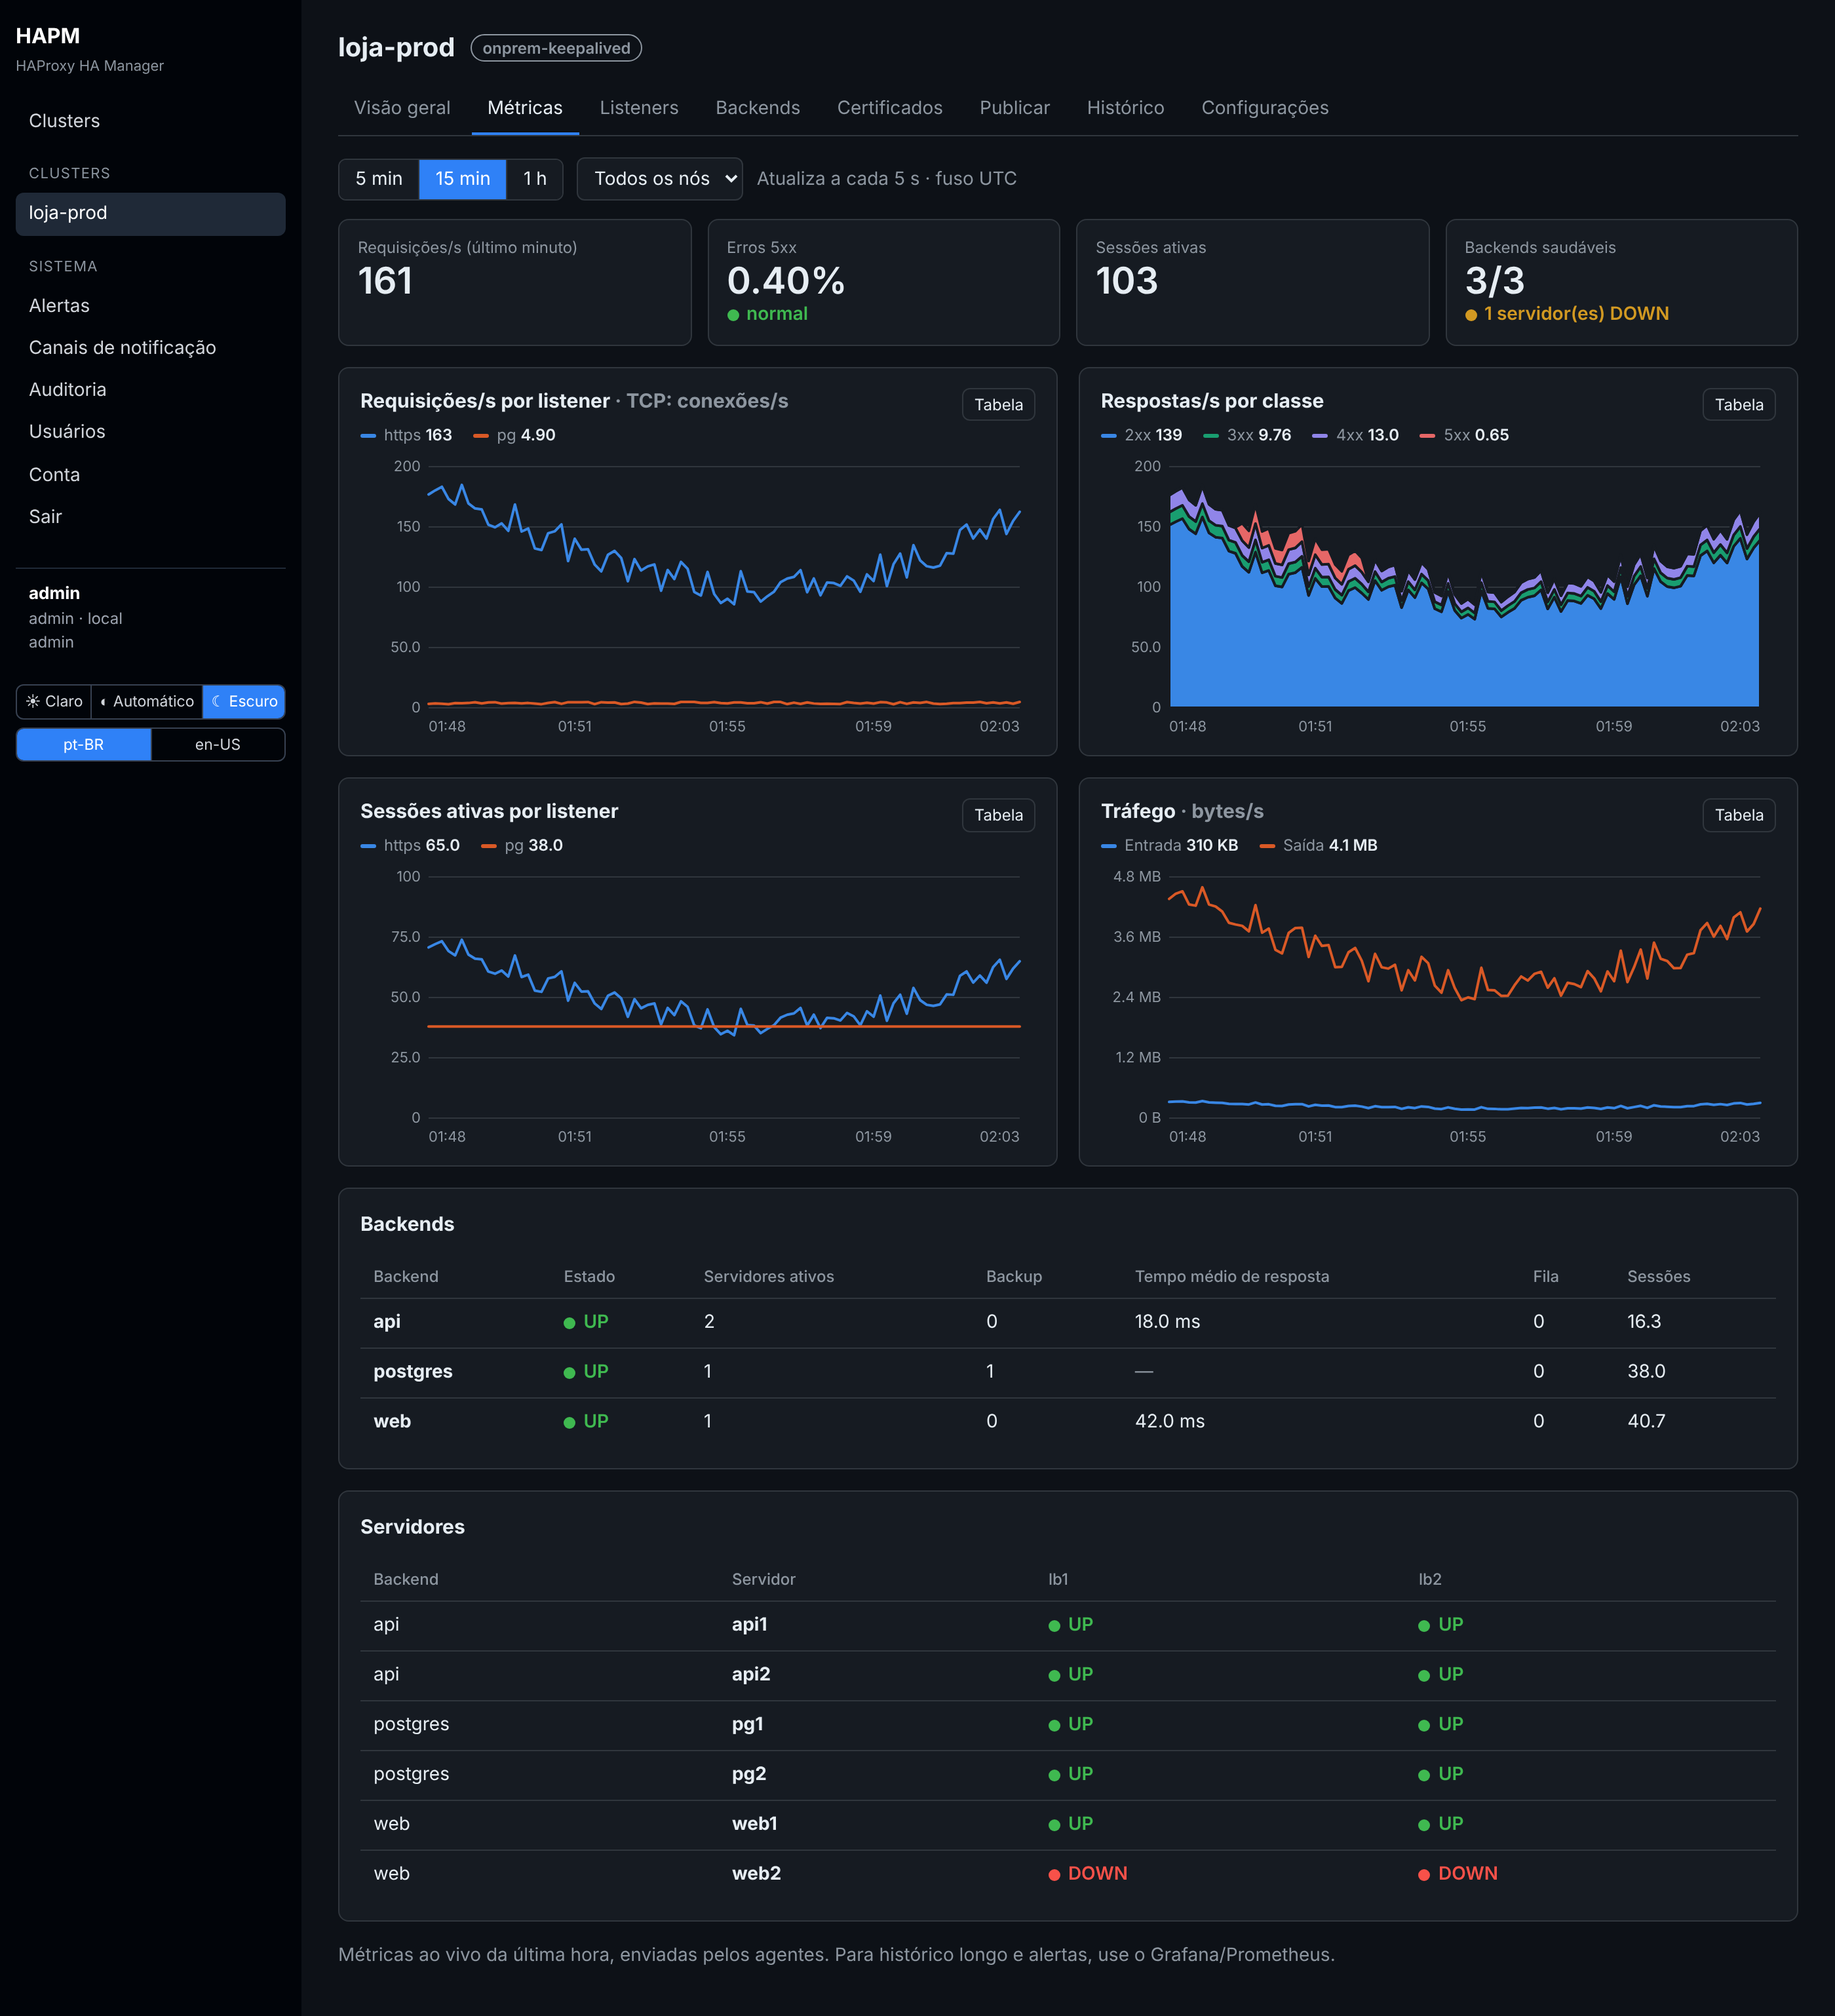 HAPM
HAProxy HA Manager
Clusters
CLUSTERS
loja-prod
SISTEMA
Alertas
Canais de notificação
Auditoria
Usuários
Conta
Sair
admin
admin · local
admin
☀ Claro
Automático
☾ Escuro
pt-BR
en-US
loja-prod onprem-keepalived
Visão geral Métricas Listeners Backends Certificados Publicar Histórico Configurações
5 min 15 min 1 h Todos os nós Atualiza a cada 5 s · fuso UTC
Requisições/s (último minuto)
161
Erros 5xx
0.40%
normal
Sessões ativas
103
Backends saudáveis
3/3
1 servidor(es) DOWN
Requisições/s por listener · TCP: conexões/s Tabela
https 163 pg 4.90
200
150
100
50.0
0
01:48 01:51 01:55 01:59 02:03
Respostas/s por classe Tabela
2xx 139 3xx 9.76 4xx 13.0 5xx 0.65
200
150
100
50.0
0
01:48 01:51 01:55 01:59 02:03
Sessões ativas por listener Tabela
https 65.0 pg 38.0
100
75.0
50.0
25.0
0
01:48 01:51 01:55 01:59 02:03
Tráfego · bytes/s Tabela
Entrada 310 KB Saída 4.1 MB
4.8 MB
3.6 MB
2.4 MB
1.2 MB
0 B
01:48 01:51 01:55 01:59 02:03
Backends
Backend Estado Servidores ativos Backup Tempo médio de resposta Fila Sessões
api UP 2 0 18.0 ms 0 16.3
postgres UP 1 1 — 0 38.0
web UP 1 0 42.0 ms 0 40.7
Servidores
Backend Servidor lb1 lb2
api api1 UP UP
api api2 UP UP
postgres pg1 UP UP
postgres pg2 UP UP
web web1 UP UP
web web2 DOWN DOWN
Métricas ao vivo da última hora, enviadas pelos agentes. Para histórico longo e alertas, use o Grafana/Prometheus.